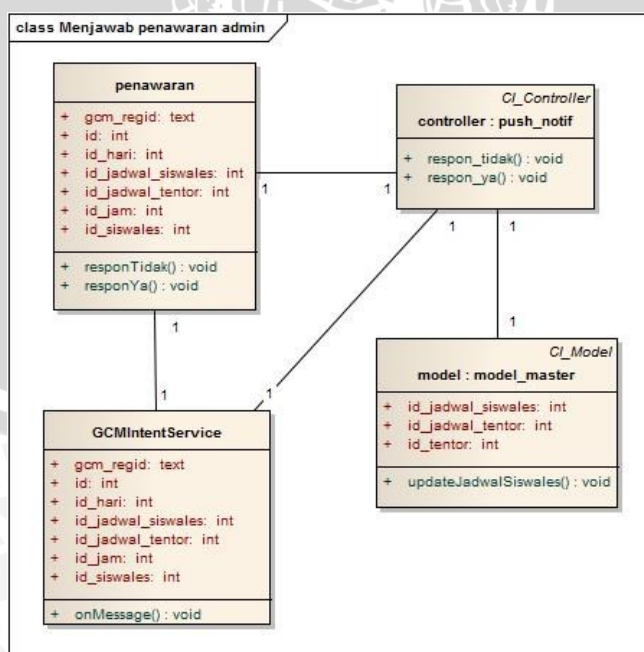 class Menjawab penawaran admin
penawaran
+ gcm_regid: text
+ id: int
+ id_hari: int
+ id_jadwal_siswales: int
+ id_jadwal_tentor: int
+ id_jam: int
+ id_siswales: int
+ responTidak() : void
+ responYa() : void
CI_Controller
controller : push_notif
+ respon_tidak() : void
+ respon_ya() : void
1
1
1
1
1
1
CI_Model
model : model_master
+ id_jadwal_siswales: int
+ id_jadwal_tentor: int
+ id_tentor: int
+ updateJadwalSiswales() : void
1
1
GCMIntentService
+ gcm_regid: text
+ id: int
+ id_hari: int
+ id_jadwal_siswales: int
+ id_jadwal_tentor: int
+ id_jam: int
+ id_siswales: int
+ onMessage() : void